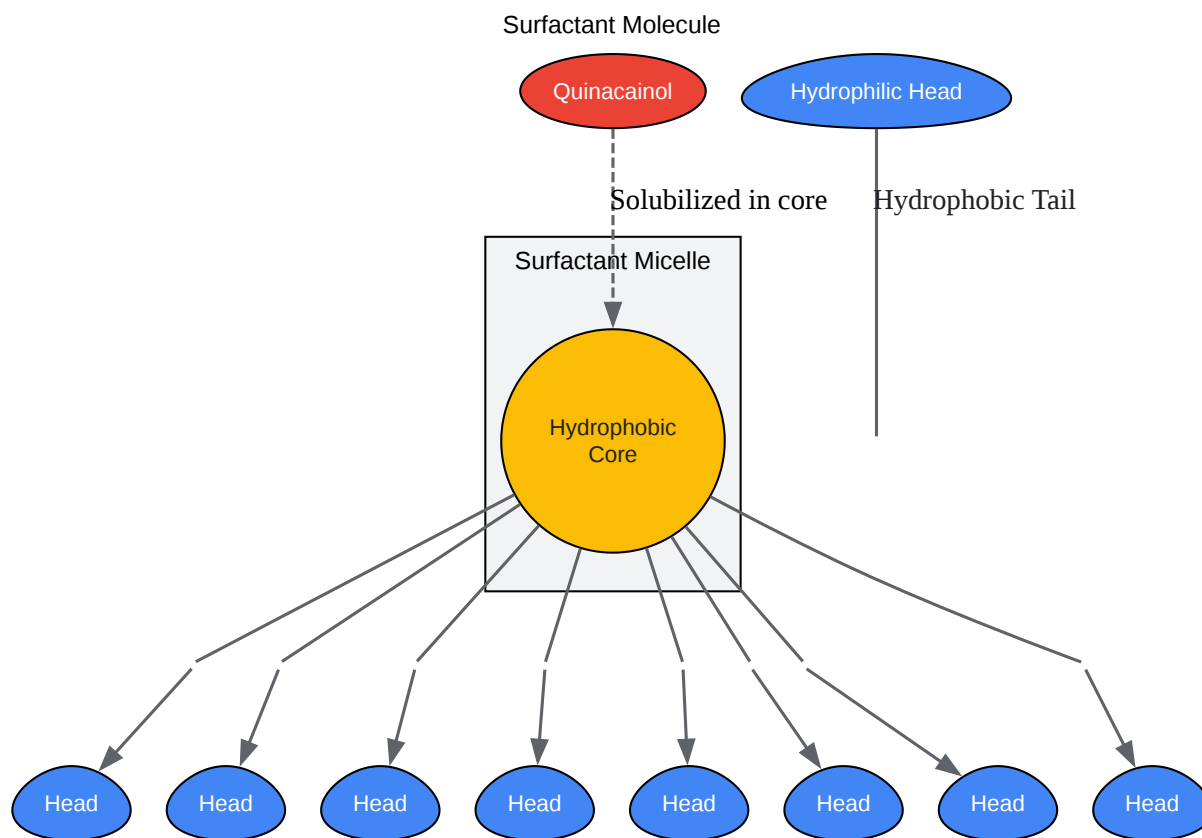 Surfactant Molecule
Quinacainol
Hydrophilic Head
Solubilized in core
Hydrophobic Tail
Surfactant Micelle
Hydrophobic
Core
Head
Head
Head
Head
Head
Head
Head
Head